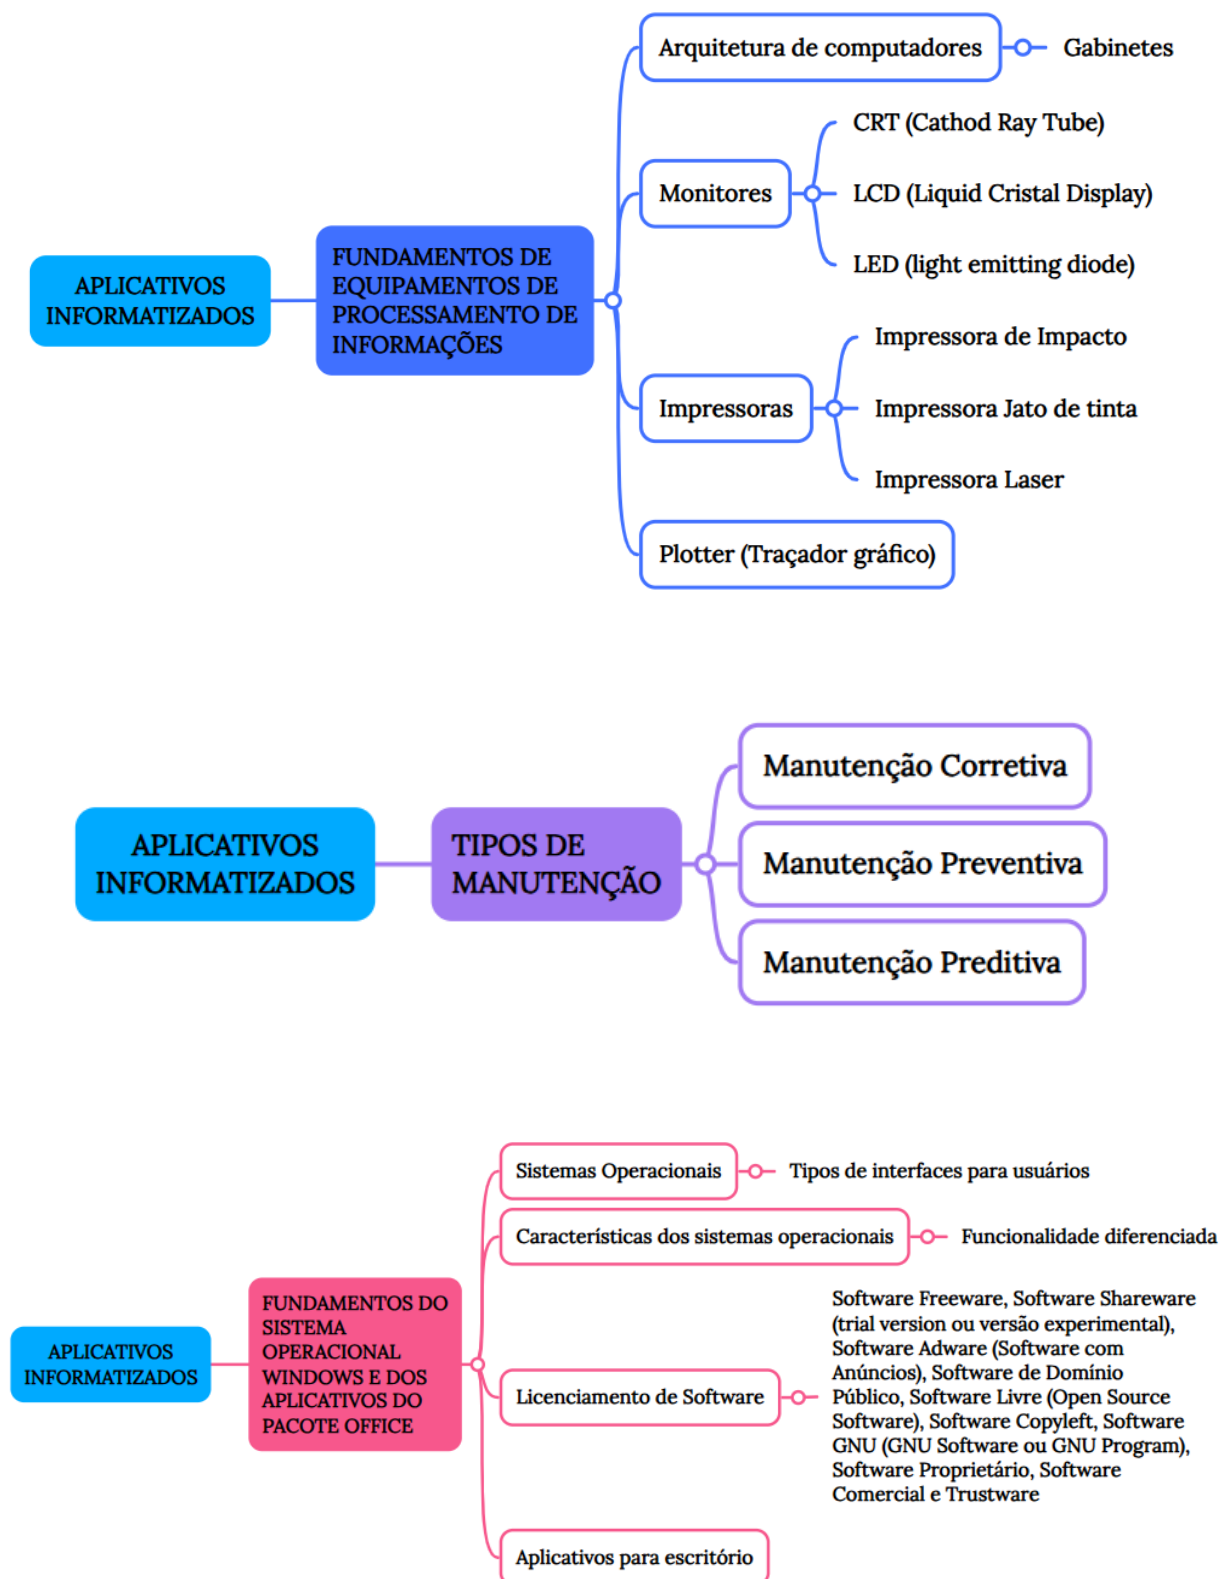 Arquitetura de computadores
Gabinetes
CRT (Cathod Ray Tube)
Monitores
LCD (Liquid Cristal Display)
LED (light emitting diode)
APLICATIVOS
INFORMATIZADOS
FUNDAMENTOS DE
EQUIPAMENTOS DE
PROCESSAMENTO DE
INFORMAÇÕES
Impressora de Impacto
Impressoras
Impressora Jato de tinta
Impressora Laser
Plotter (Traçador gráfico)
APLICATIVOS
INFORMATIZADOS
TIPOS DE
MANUTENÇÃO
Manutenção Corretiva
Manutenção Preventiva
Manutenção Preditiva
APLICATIVOS
INFORMATIZADOS
FUNDAMENTOS DO
SISTEMA
OPERACIONAL
WINDOWS E DOS
APLICATIVOS DO
PACOTE OFFICE
Sistemas Operacionais
Tipos de interfaces para usuários
Características dos sistemas operacionais
Funcionalidade diferenciada
Licenciamento de Software
Software Freeware, Software Shareware
(trial version ou versão experimental),
Software Adware (Software com
Anúncios), Software de Domínio
Público, Software Livre (Open Source
Software), Software Copyleft, Software
GNU (GNU Software ou GNU Program),
Software Proprietário, Software
Comercial e Trustware
Aplicativos para escritório